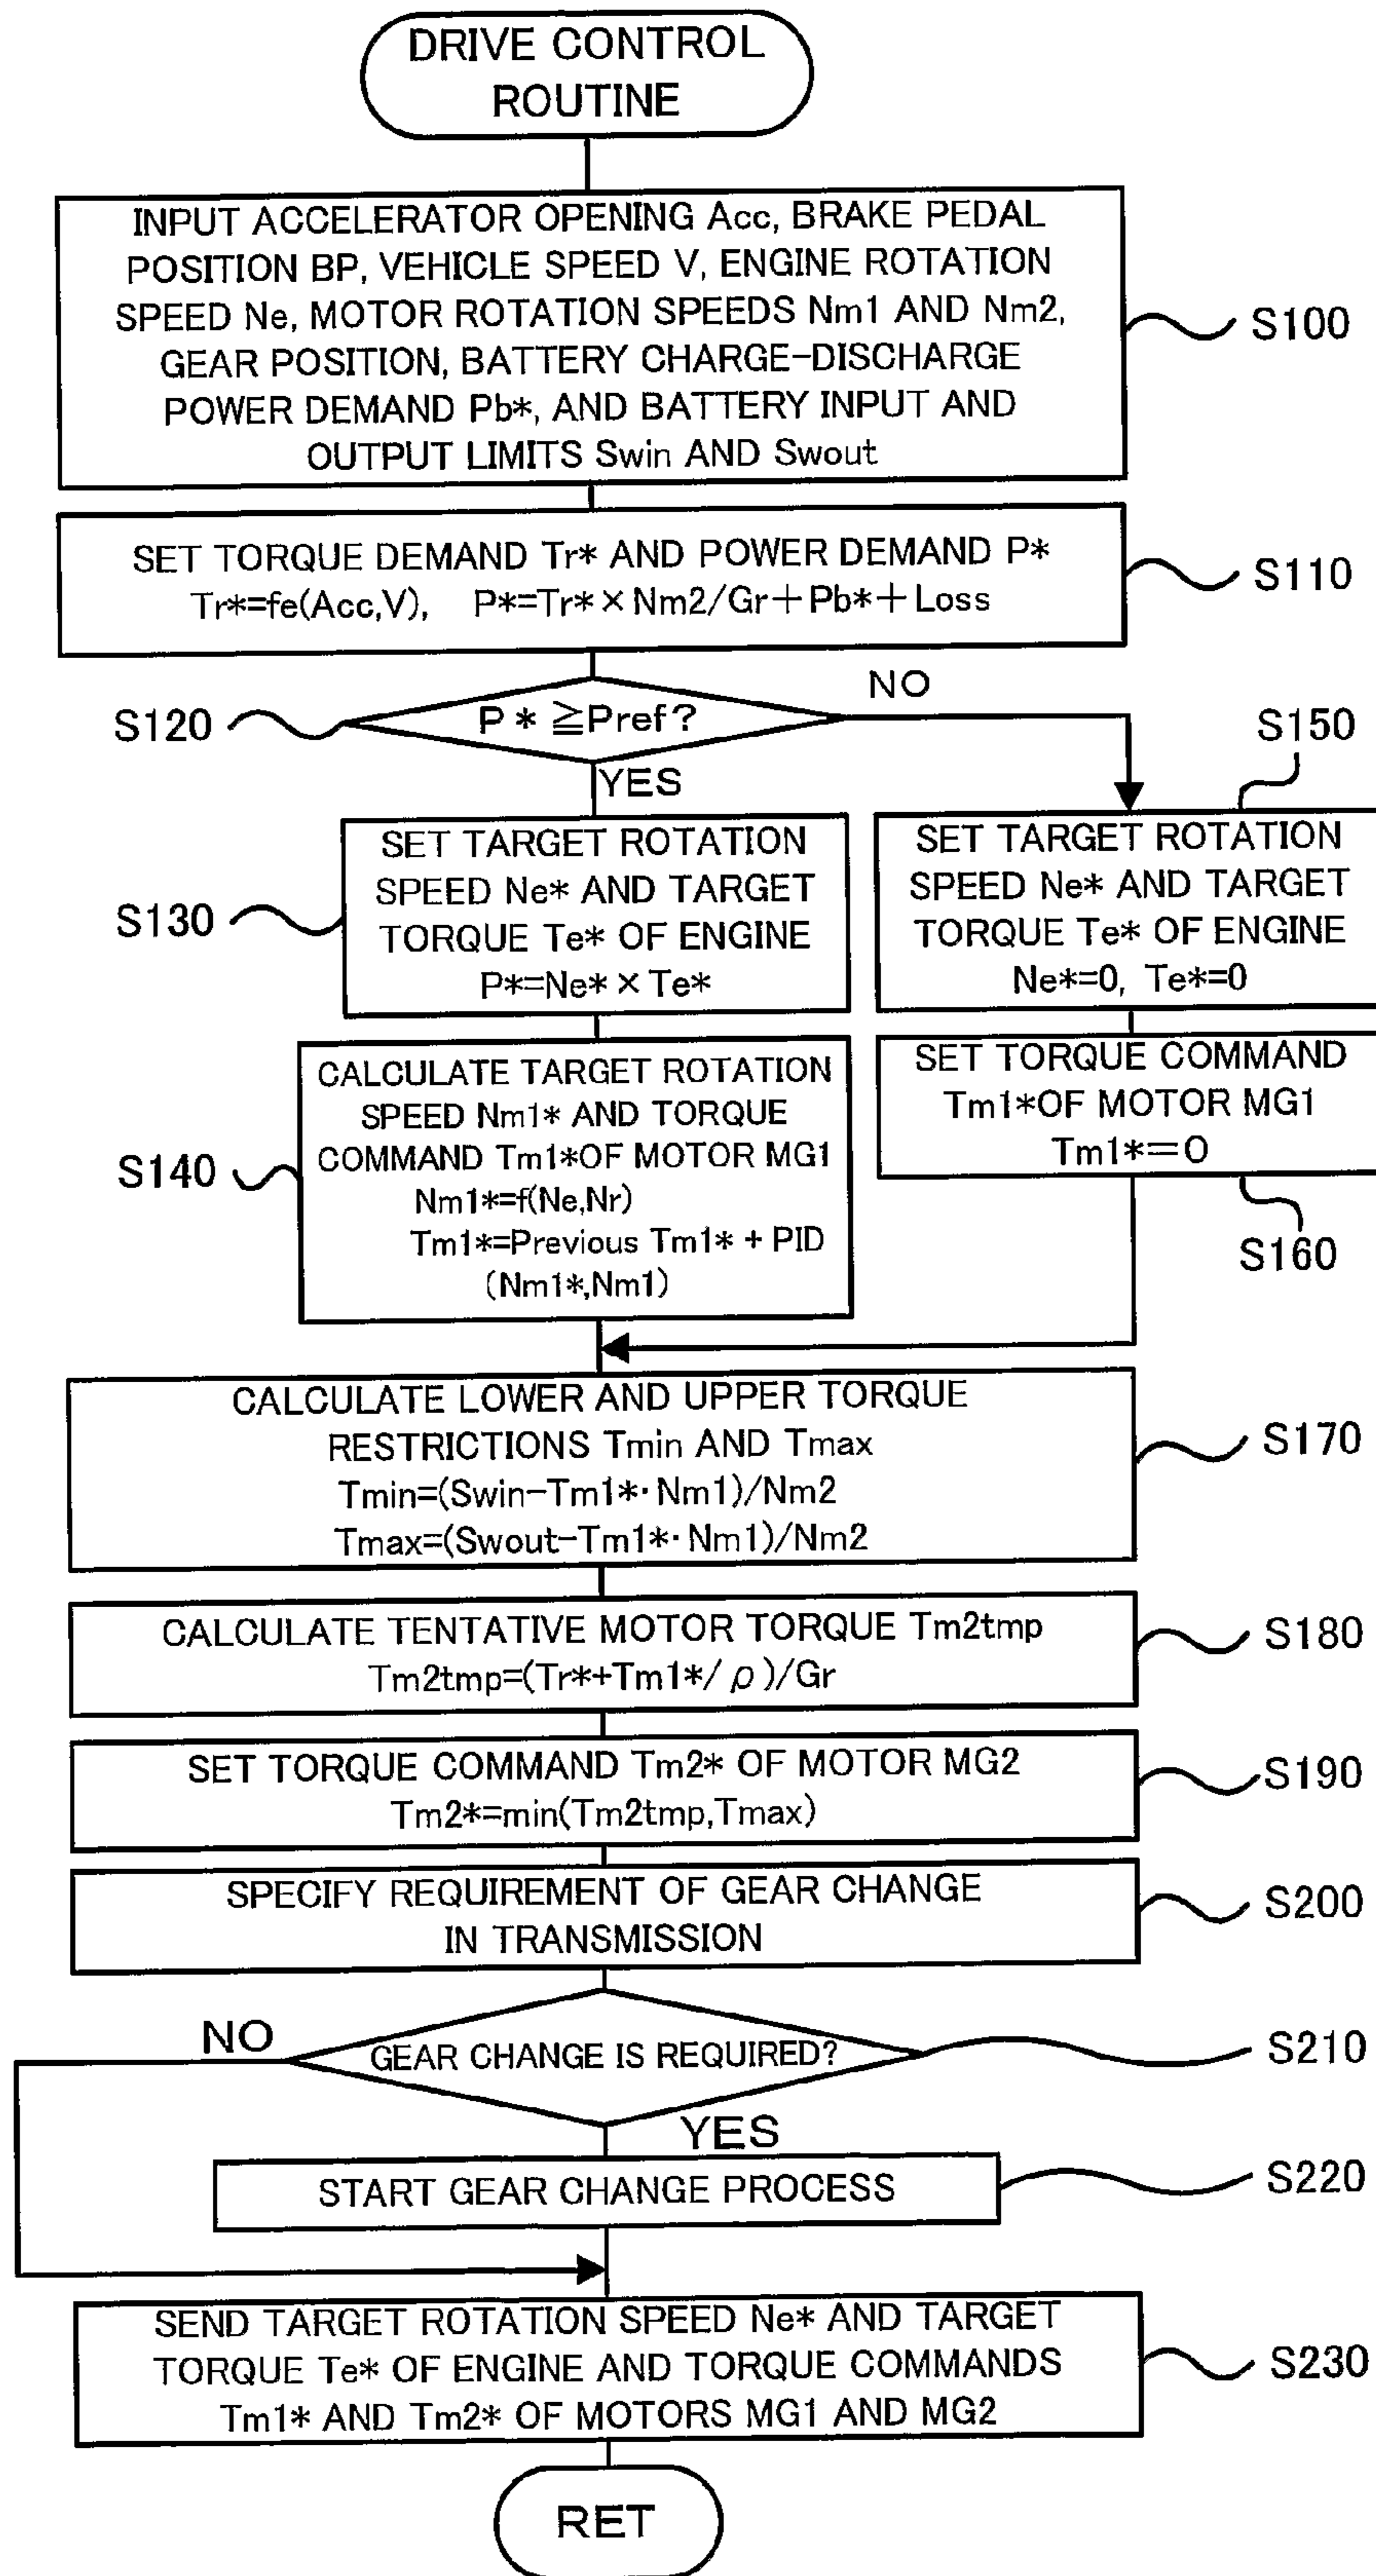 DRIVE CONTROL
ROUTINE
INPUT ACCELERATOR OPENING Acc, BRAKE PEDAL
POSITION BP, VEHICLE SPEED V, ENGINE ROTATION
SPEED Ne, MOTOR ROTATION SPEEDS Nm1 AND Nm2,
GEAR POSITION, BATTERY CHARGE-DISCHARGE
POWER DEMAND Pb*, AND BATTERY INPUT AND
OUTPUT LIMITS Swin AND Swout
S100
SET TORQUE DEMAND Tr* AND POWER DEMAND P*
Tr*=fe(Acc,V), P*=Tr*×Nm2/Gr+Pb*+Loss
S110
P*≧Pref?
S120
NO
YES
SET TARGET ROTATION
SPEED Ne* AND TARGET
TORQUE Te* OF ENGINE
P*=Ne*×Te*
S130
CALCULATE TARGET ROTATION
SPEED Nm1* AND TORQUE
COMMAND Tm1*OF MOTOR MG1
Nm1*=f(Ne,Nr)
Tm1*=Previous Tm1* + PID
(Nm1*,Nm1)
S140
S150
SET TARGET ROTATION
SPEED Ne* AND TARGET
TORQUE Te* OF ENGINE
Ne*=0, Te*=0
SET TORQUE COMMAND
Tm1*OF MOTOR MG1
Tm1*=0
S160
CALCULATE LOWER AND UPPER TORQUE
RESTRICTIONS Tmin AND Tmax
Tmin=(Swin-Tm1*·Nm1)/Nm2
Tmax=(Swout-Tm1*·Nm1)/Nm2
S170
CALCULATE TENTATIVE MOTOR TORQUE Tm2tmp
Tm2tmp=(Tr*+Tm1*/ρ)/Gr
S180
SET TORQUE COMMAND Tm2* OF MOTOR MG2
Tm2*=min(Tm2tmp,Tmax)
S190
SPECIFY REQUIREMENT OF GEAR CHANGE
IN TRANSMISSION
S200
GEAR CHANGE IS REQUIRED?
S210
NO
YES
START GEAR CHANGE PROCESS
S220
SEND TARGET ROTATION SPEED Ne* AND TARGET
TORQUE Te* OF ENGINE AND TORQUE COMMANDS
Tm1* AND Tm2* OF MOTORS MG1 AND MG2
S230
RET